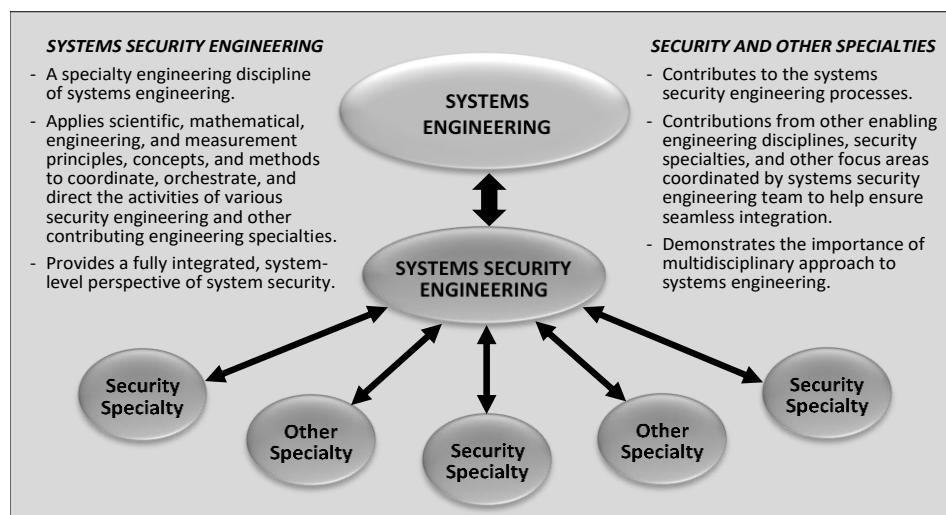 SYSTEMS SECURITY ENGINEERING
- A specialty engineering discipline
of systems engineering.
- Applies scientific, mathematical,
engineering, and measurement
principles, concepts, and methods
to coordinate, orchestrate, and
direct the activities of various
security engineering and other
contributing engineering specialties.
- Provides a fully integrated, system-
level perspective of system security.
SYSTEMS
ENGINEERING
SECURITY AND OTHER SPECIALTIES
- Contributes to the systems
security engineering processes.
- Contributions from other enabling
engineering disciplines, security
specialties, and other focus areas
coordinated by systems security
engineering team to help ensure
seamless integration.
- Demonstrates the importance of
multidisciplinary approach to
systems engineering.
SYSTEMS SECURITY
ENGINEERING
Security
Specialty
Other
Specialty
Security
Specialty
Other
Specialty
Security
Specialty